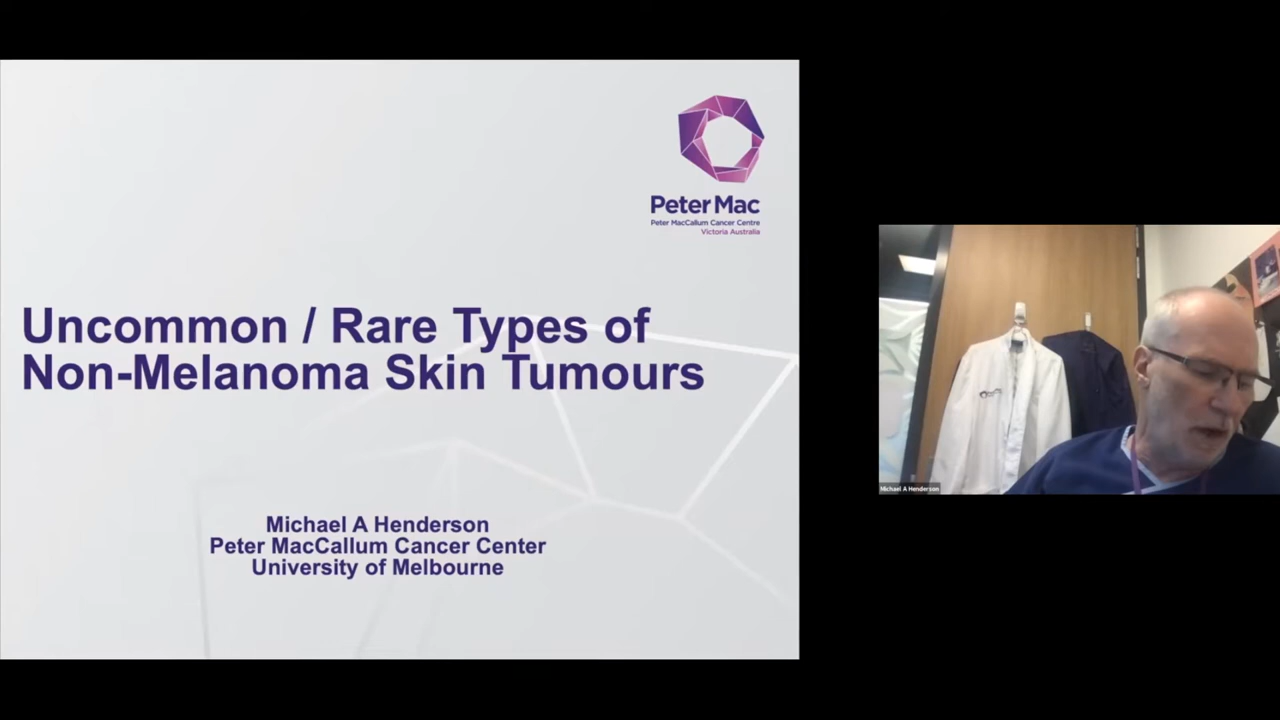 Peter Mac
Peter MacCallum Cancer Centre
Victoria Australia
Uncommon / Rare Types of
Non-Melanoma Skin Tumours
Michael A Henderson
Peter MacCallum Cancer Center
University of Melbourne
Michael A Henderson